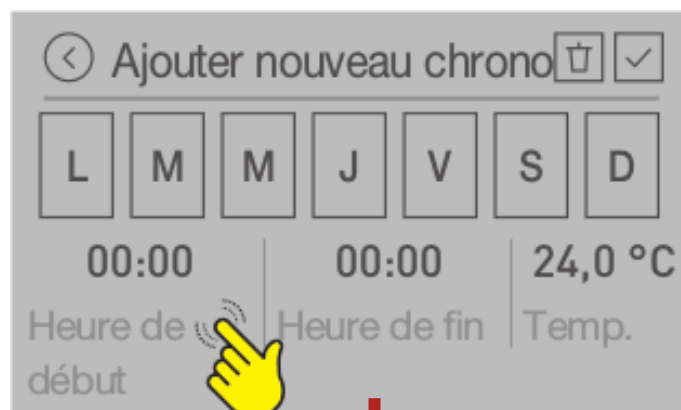 Ajouter nouveau chrono
L M M J V S D
00:00 00:00 24,0 °C
Heure de début Heure de fin Temp.